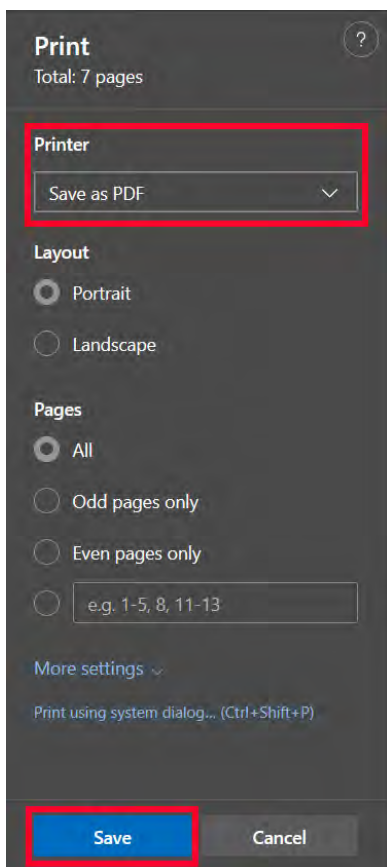 Print
?
Total: 7 pages
Printer
Save as PDF
Layout
Portrait
Landscape
Pages
All
Odd pages only
Even pages only
e.g. 1-5, 8, 11-13
More settings
Print using system dialog... (Ctrl+Shift+P)
Save Cancel